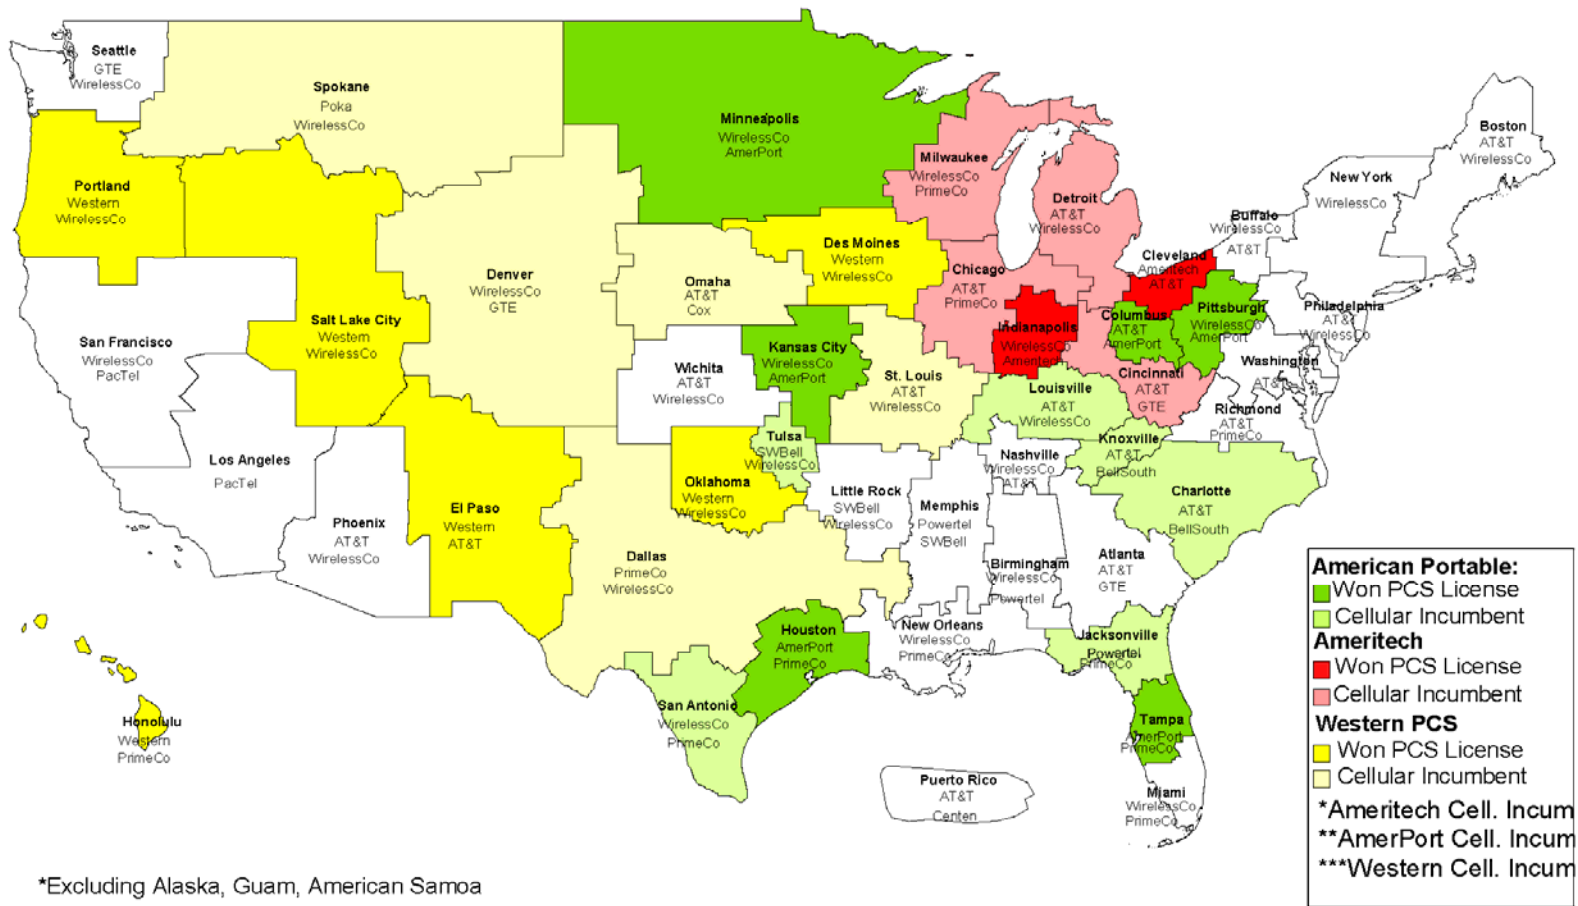 Seattle
GTE
WirelessCo
Spokane
Poka
WirelessCo
Minneapolis
WirelessCo
AmerPort
Boston
AT&T
WirelessCo
Portland
Western
WirelessCo
Milwaukee
WirelessCo
PrimeCo
Detroit
AT&T
WirelessCo
New York
WirelessCo
Buffalo
WirelessCo
AT&T
Des Moines
Western
WirelessCo
Cleveland
Ameritech
AT&T
Denver
WirelessCo
GTE
Omaha
AT&T
Cox
Chicago
AT&T
PrimeCo
Salt Lake City
Western
WirelessCo
San Francisco
WirelessCo
PacTel
Indianapolis
WirelessCo
Ameritech
Columbus
AT&T
AmerPort
Pittsburgh
WirelessCo
AmerPort
Philadelphia
AT&T
WirelessCo
Kansas City
WirelessCo
AmerPort
Wichita
AT&T
WirelessCo
St. Louis
AT&T
WirelessCo
Louisville
AT&T
WirelessCo
Cincinnati
AT&T
GTE
Washington
AT&T
Richmond
AT&T
PrimeCo
Los Angeles
PacTel
Tulsa
SWBell
WirelessCo
Nashville
WirelessCo
AT&T
Knoxville
AT&T
BellSouth
Oklahoma
Western
WirelessCo
Little Rock
SWBell
WirelessCo
Memphis
Powertel
SWBell
Charlotte
AT&T
BellSouth
El Paso
Western
AT&T
Phoenix
AT&T
WirelessCo
Dallas
PrimeCo
WirelessCo
Birmingham
WirelessCo
Powertel
Atlanta
AT&T
GTE
Houston
AmerPort
PrimeCo
New Orleans
WirelessCo
PrimeCo
Jacksonville
Powertel
PrimeCo
San Antonio
WirelessCo
PrimeCo
Tampa
AmerPort
PrimeCo
Honolulu
Western
PrimeCo
Puerto Rico
AT&T
Centen
Miami
WirelessCo
PrimeCo
American Portable:
Won PCS License
Cellular Incumbent
Ameritech
Won PCS License
Cellular Incumbent
Western PCS
Won PCS License
Cellular Incumbent
*Ameritech Cell. Incum
**AmerPort Cell. Incum
***Western Cell. Incum
*Excluding Alaska, Guam, American Samoa